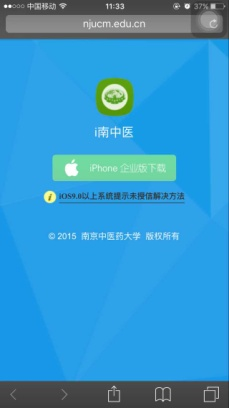 中国移动 11:33 37%
njucm.edu.cn
i南中医
iPhone 企业版下载
iOS9.0以上系统提示未授信解决方法
© 2015 南京中医药大学 版权所有